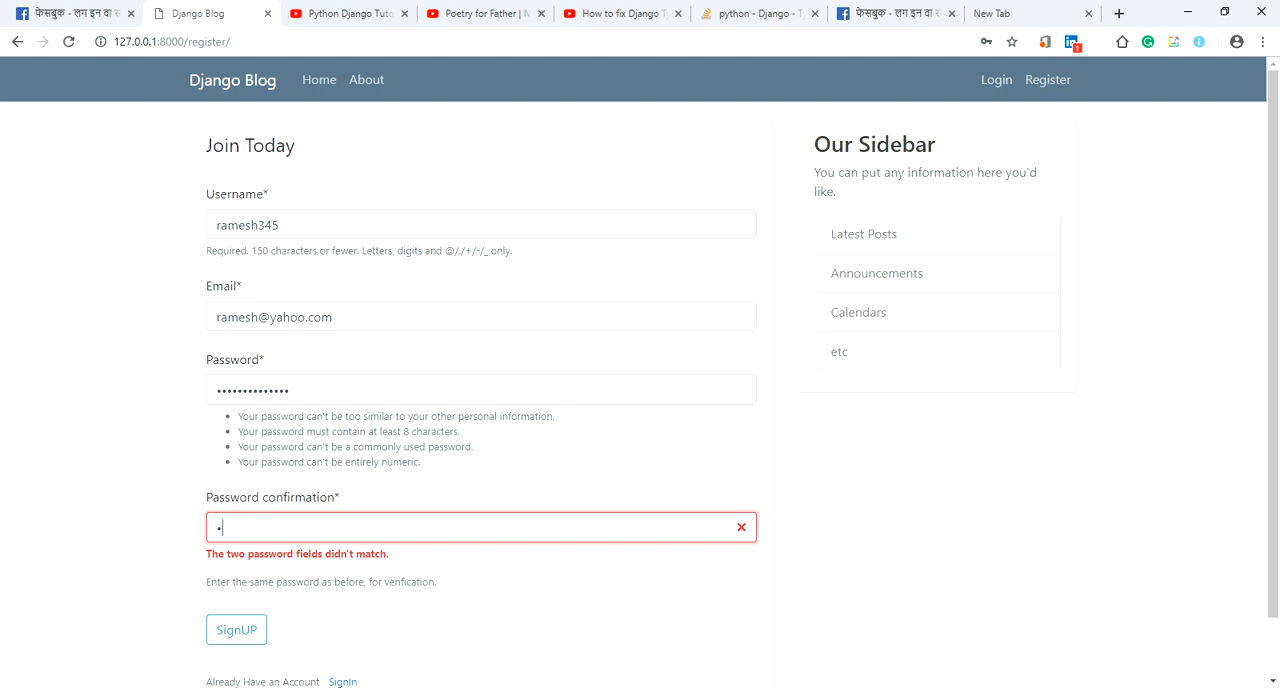 फेसबुक - लग इन वा स
Django Blog
Python Django Tuto
Poetry for Father | N
How to fix Django Ty
python - Django - Ty
फेसबुक - लग इन वा स
New Tab
127.0.0.1:8000/register/
1
Django Blog
Home
About
Login
Register
Join Today
Username*
ramesh345
Required. 150 characters or fewer. Letters, digits and @/./+/-/_ only.
Email*
ramesh@yahoo.com
Password*
••••••••••••••
• Your password can't be too similar to your other personal information.
• Your password must contain at least 8 characters.
• Your password can't be a commonly used password.
• Your password can't be entirely numeric.
Password confirmation*
•
The two password fields didn't match.
Enter the same password as before, for verification.
SignUP
Already Have an Account SignIn
Our Sidebar
You can put any information here you'd
like.
Latest Posts
Announcements
Calendars
etc